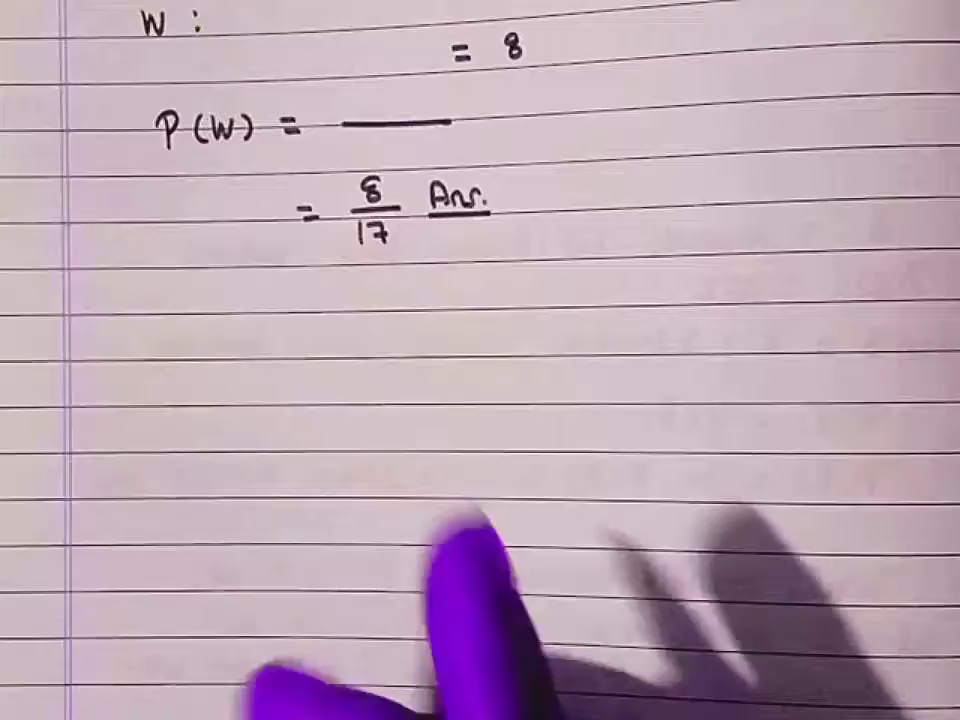 W :
= 8
P(W) =
= 8/17 Ans.